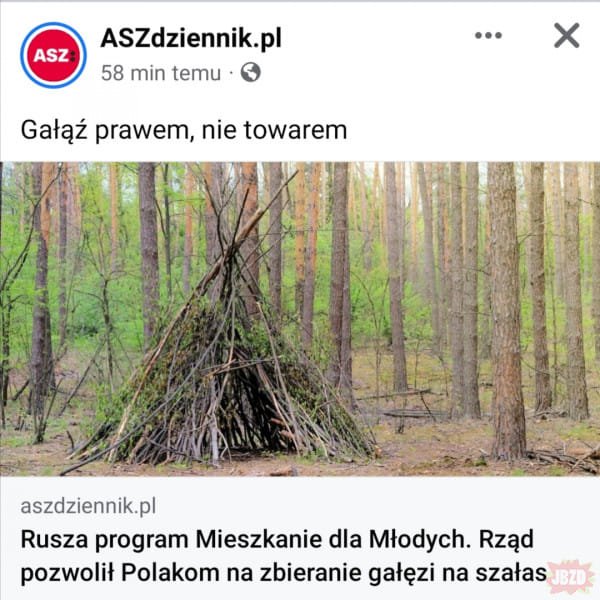 ASZ:
ASZdziennik.pl
58 min temu ·
Gałąź prawem, nie towarem
aszdziennik.pl
Rusza program Mieszkanie dla Młodych. Rząd
pozwolił Polakom na zbieranie gałęzi na szałas
JBZD